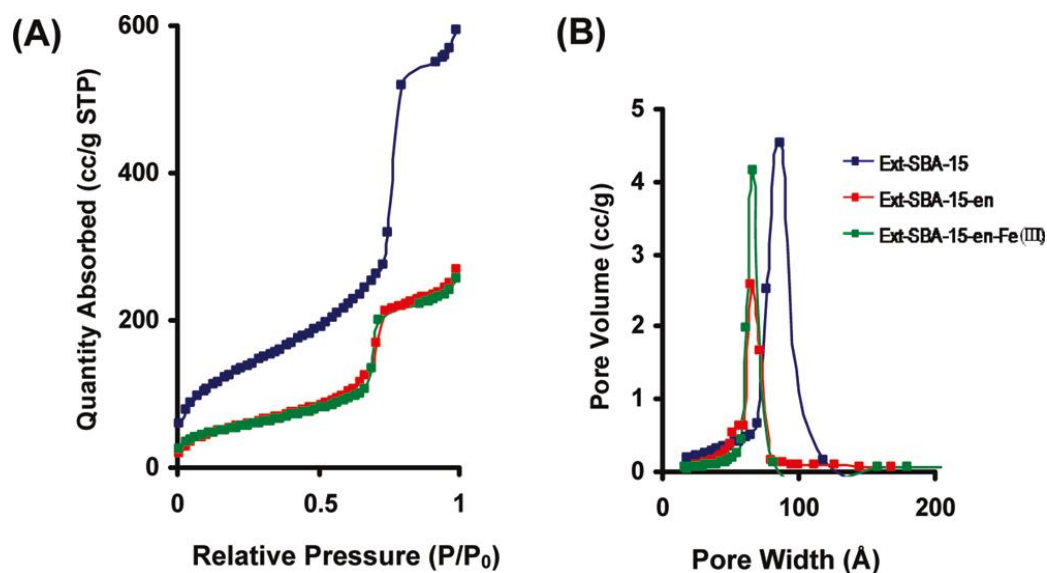 (A)
Quantity Absorbed (cc/g STP)
600
400
200
0
0
0.5
1
Relative Pressure (P/P₀)
(B)
Pore Volume (cc/g)
5
4
3
2
1
0
0
100
200
Pore Width (Å)
Ext-SBA-15
Ext-SBA-15-en
Ext-SBA-15-en-Fe(III)